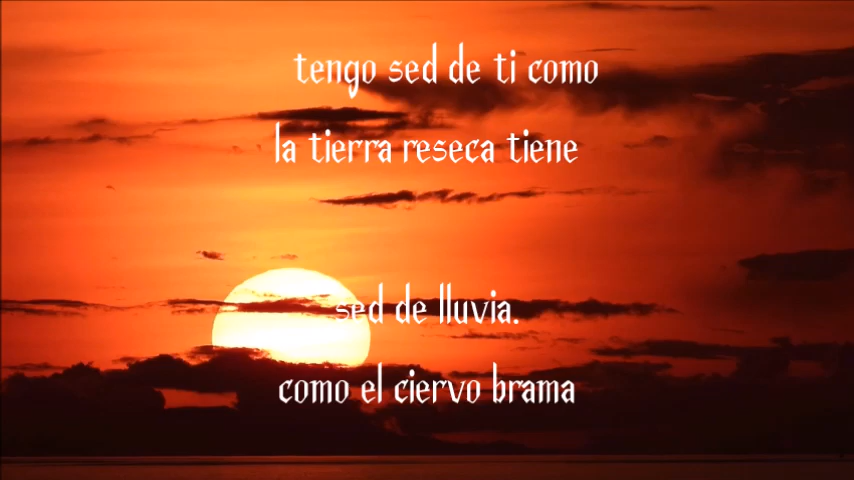 tengo sed de ti como
la tierra reseca tiene
sed de lluvia.
como el ciervo brama